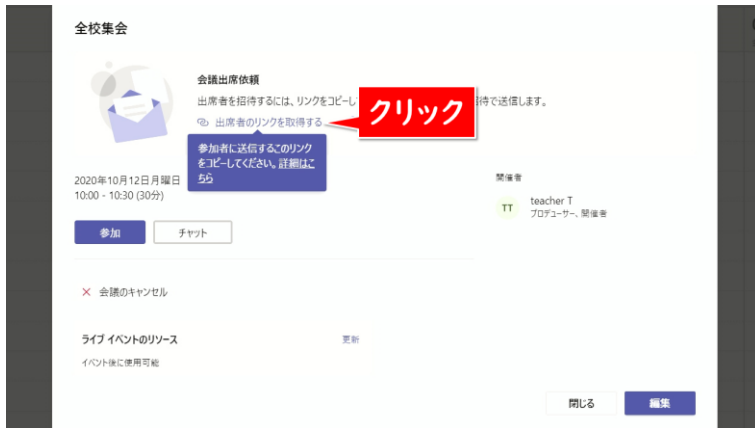 全校集会
会議出席依頼
出席者を招待するには、リンクをコピーし
待で送信します。
クリック
出席者のリンクを取得する
参加者に送信するこのリンク
をコピーしてください。詳細はこ
ちら
2020年10月12日月曜日
10:00 - 10:30 (30分)
開催者
TT
teacher T
プロデューサー、開催者
参加
チャット
会議のキャンセル
ライブ イベントのリソース
更新
イベント後に使用可能
閉じる
編集